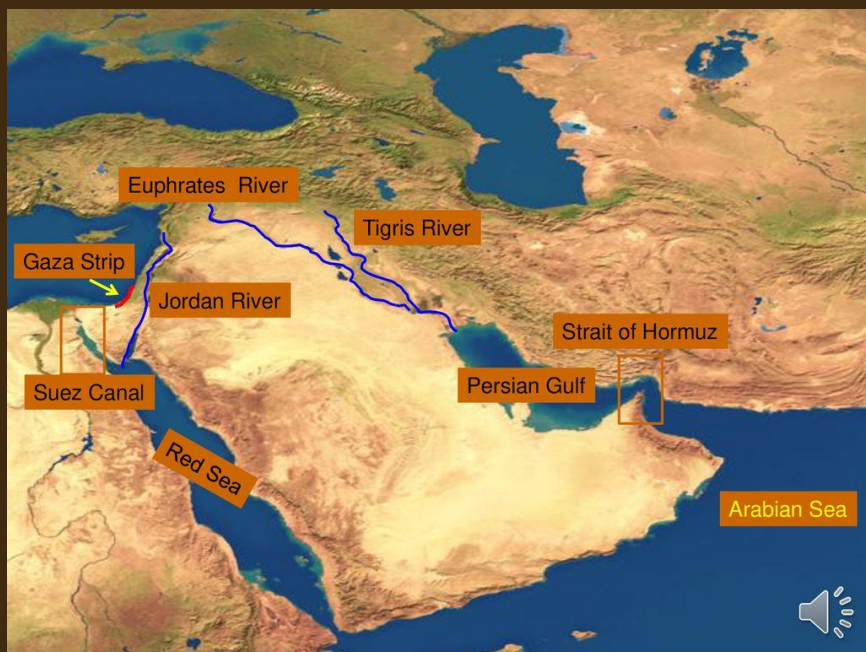 Euphrates River
Tigris River
Gaza Strip
Jordan River
Strait of Hormuz
Suez Canal
Persian Gulf
Red Sea
Arabian Sea